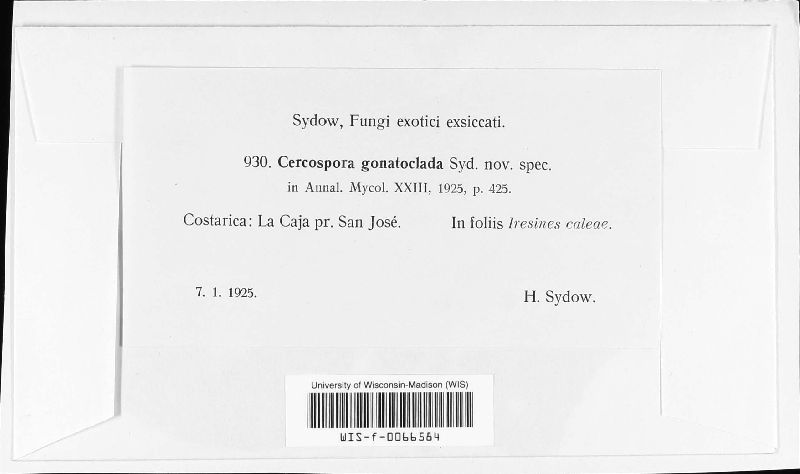 Sydow, Fungi exotici exsiccati.
930. Cercospora gonatoclada Syd. nov. spec.
in Annal. Mycol. XXIII, 1925, p. 425.
Costarica: La Caja pr. San José. In foliis Iresines caleae.
7. 1. 1925. H. Sydow.
University of Wisconsin-Madison (WIS)
WIS-f-0066584